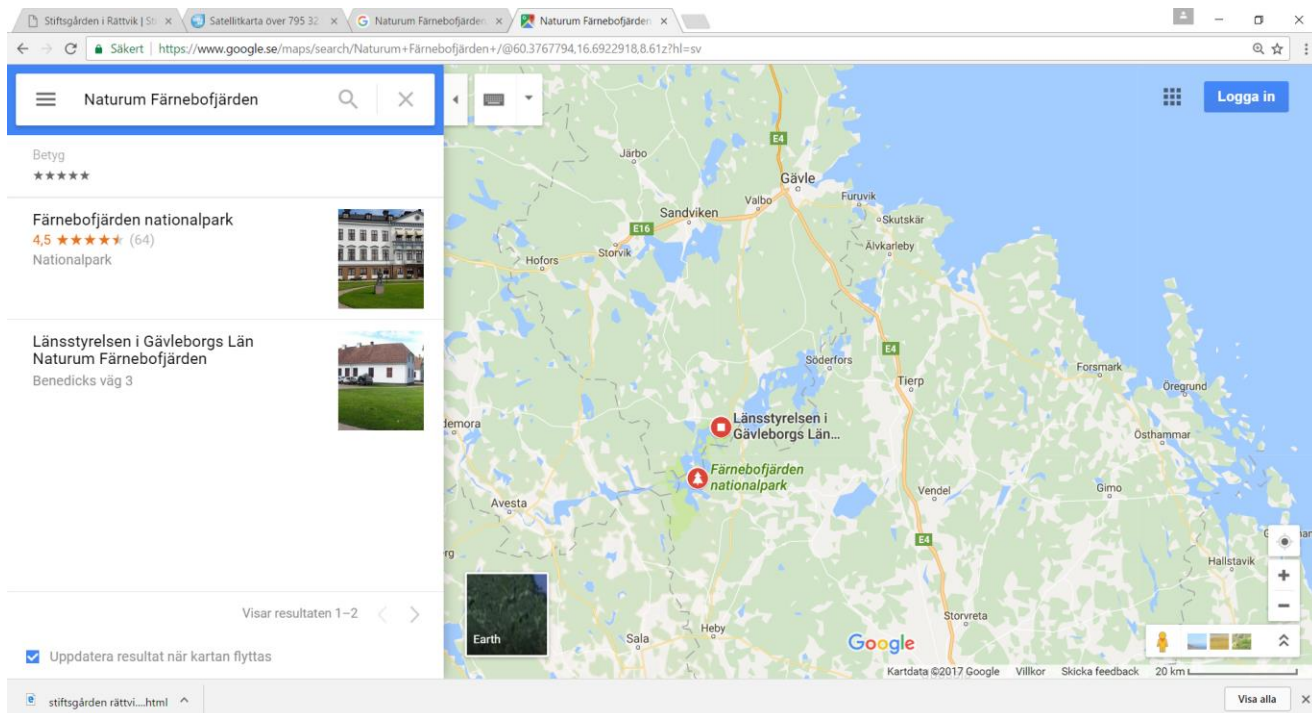 Stiftsgården i Rättvik | Sti
Satellitkarta över 795 32
Naturum Färnebofjärden
Naturum Färnebofjärden
Säkert | https://www.google.se/maps/search/Naturum+Färnebofjärden+/@60.3767794,16.6922918,8.61z?hl=sv
Naturum Färnebofjärden
Logga in
Betyg
Färnebofjärden nationalpark
4,5 ★★★★★ (64)
Nationalpark
Länsstyrelsen i Gävleborgs Län
Naturum Färnebofjärden
Benedicks väg 3
Visar resultaten 1–2
Uppdatera resultat när kartan flyttas
E4
Järbo
Gävle
Valbo
Furuvik
Sandviken
Skutskär
E16
Älvkarleby
Storvik
Hofors
Söderfors
E4
Forsmark
Tierp
Öregrund
Länsstyrelsen i
Gävleborgs Län...
demora
Östhammar
Färnebofjärden
nationalpark
Vendel
Gimo
Avesta
E4
Hallstavik
Storvreta
Heby
Sala
Earth
Google
Kartdata ©2017 Google
Villkor
Skicka feedback
20 km
stiftsgården rättvi....html
Visa alla